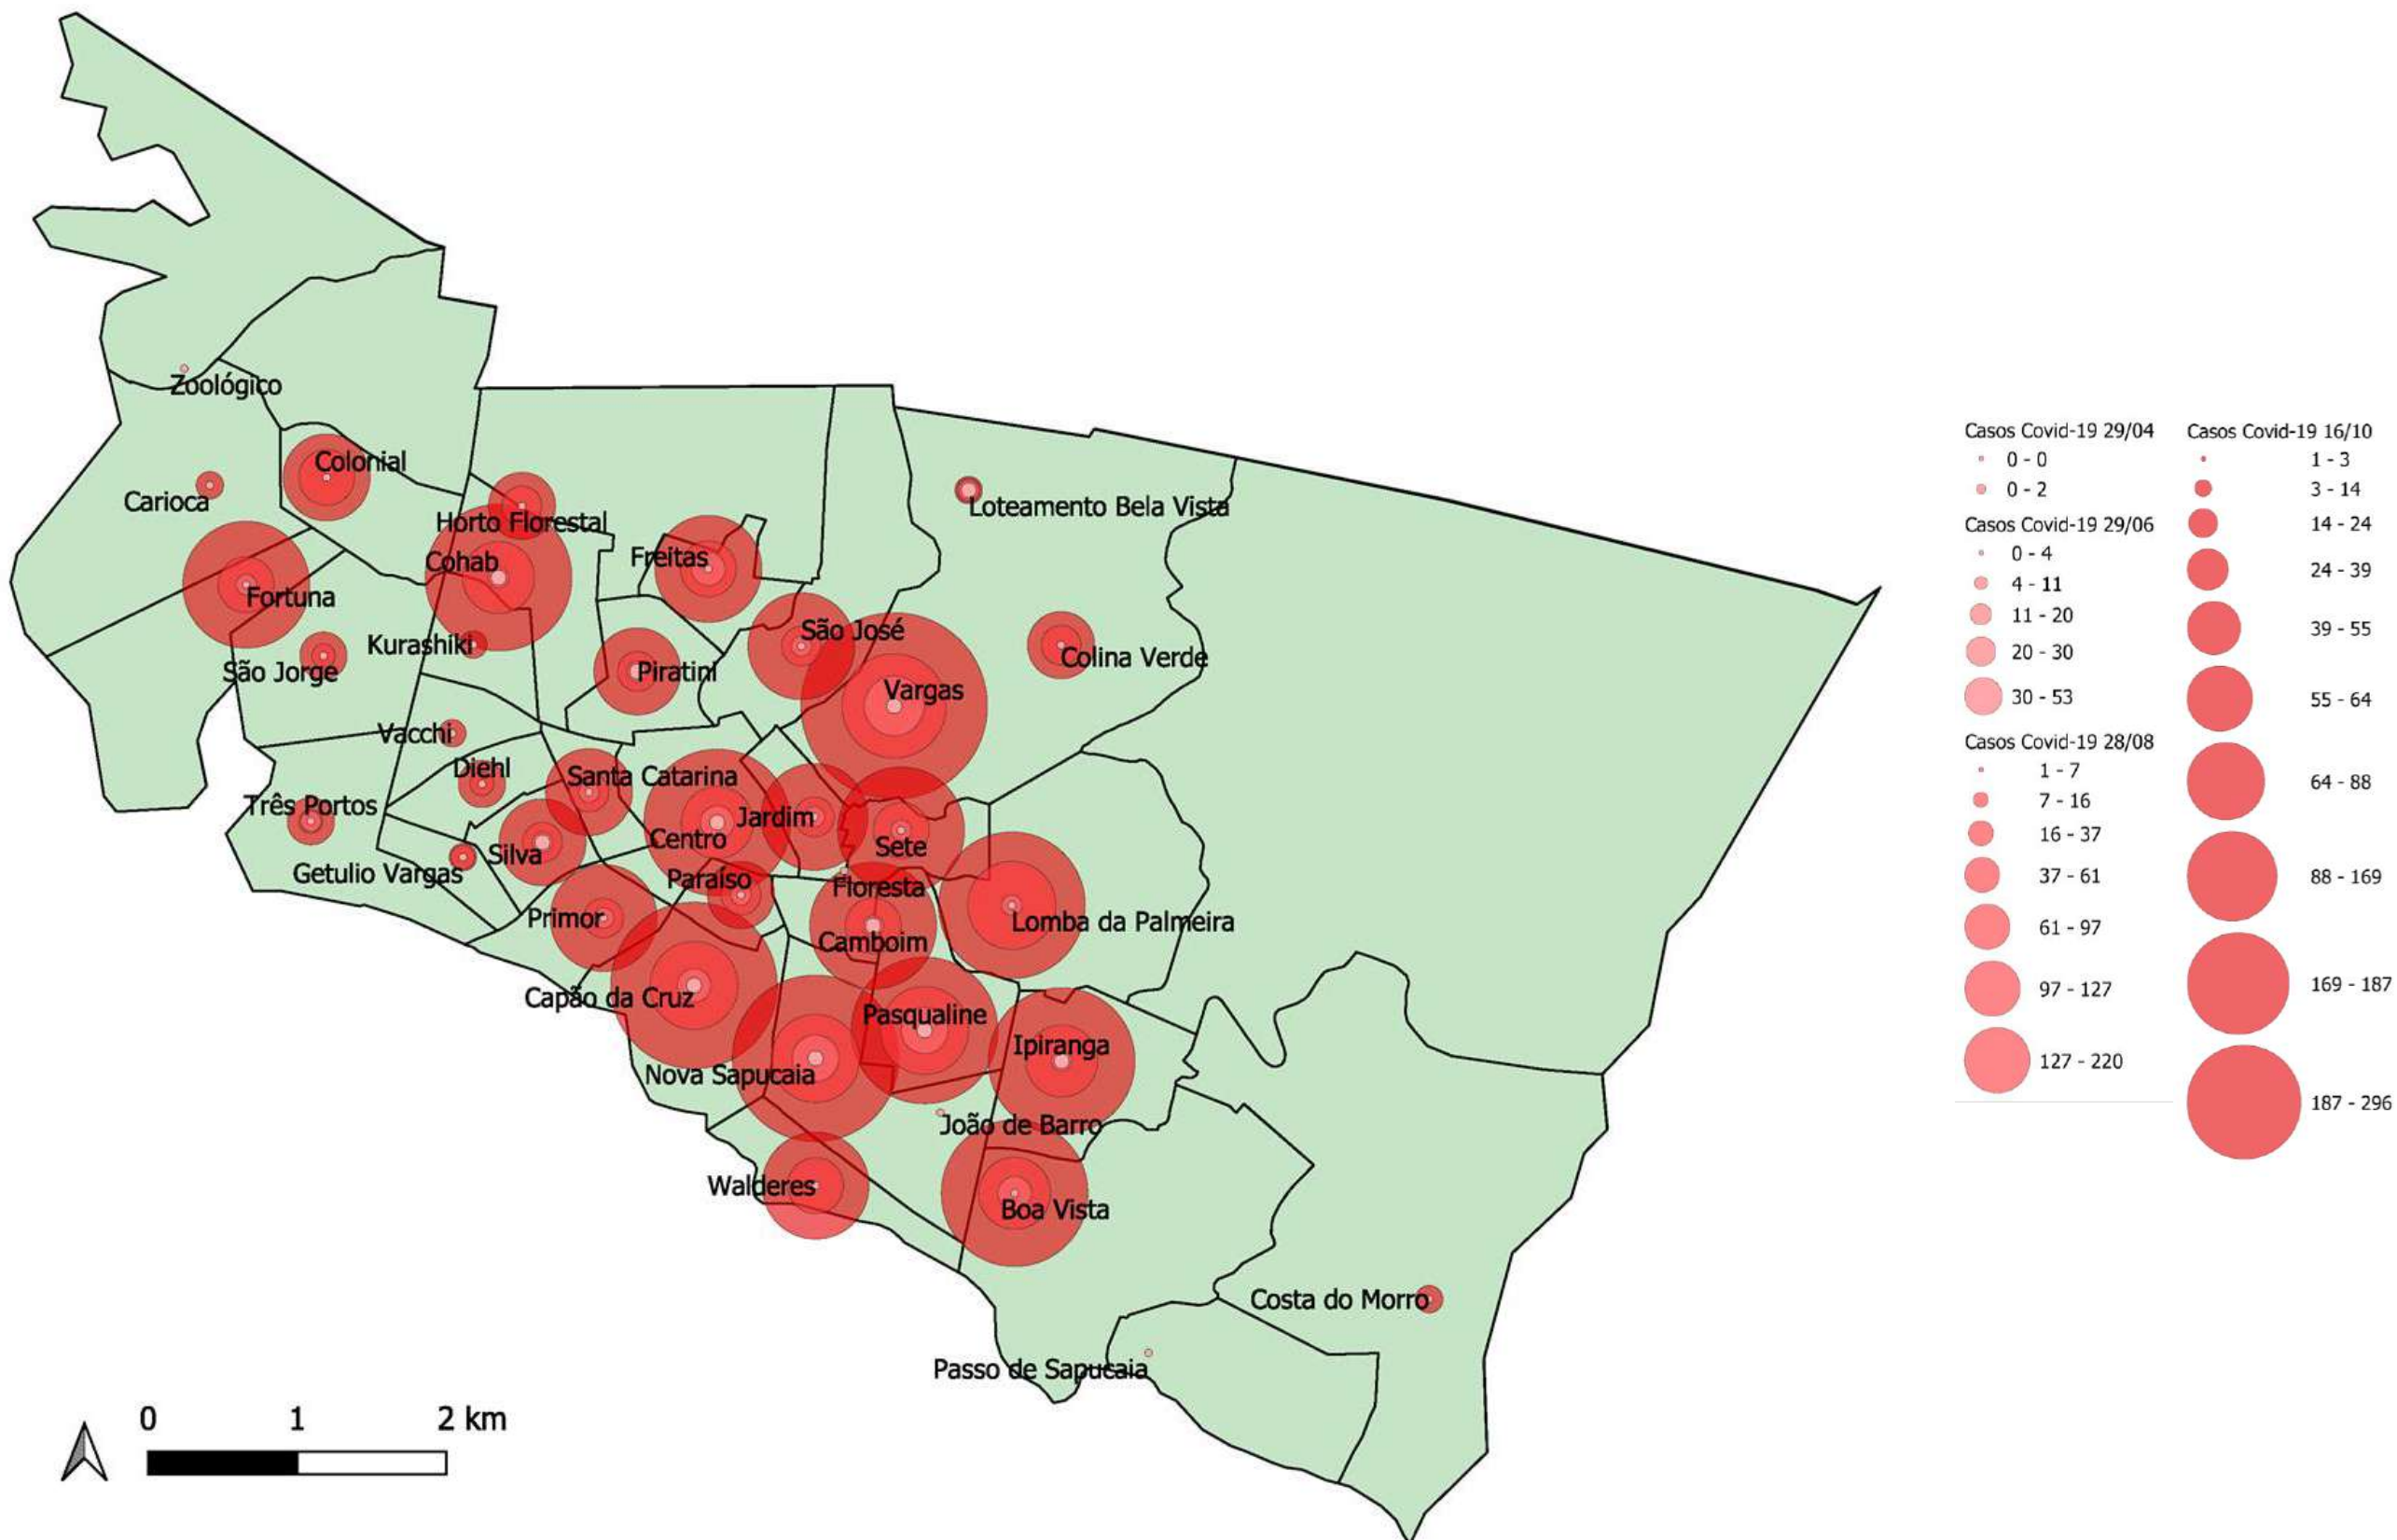 Zoológico
Colonial
Carioca
Horto Florestal
Loteamento Bela Vista
Cohab
Freitas
Fortuna
São José
Kurashiki
São Jorge
Piratini
Colina Verde
Vargas
Vacchi
Diehl
Santa Catarina
Três Portos
Jardim
Centro
Sete
Silva
Getulio Vargas
Paraíso
Floresta
Primor
Lomba da Palmeira
Camboim
Capão da Cruz
Pasqualine
Ipiranga
Nova Sapucaia
João de Barro
Walderes
Boa Vista
Costa do Morro
Passo de Sapucaia
0 1 2 km
Casos Covid-19 29/04
0 - 0
0 - 2
Casos Covid-19 29/06
0 - 4
4 - 11
11 - 20
20 - 30
30 - 53
Casos Covid-19 28/08
1 - 7
7 - 16
16 - 37
37 - 61
61 - 97
97 - 127
127 - 220
Casos Covid-19 16/10
1 - 3
3 - 14
14 - 24
24 - 39
39 - 55
55 - 64
64 - 88
88 - 169
169 - 187
187 - 296